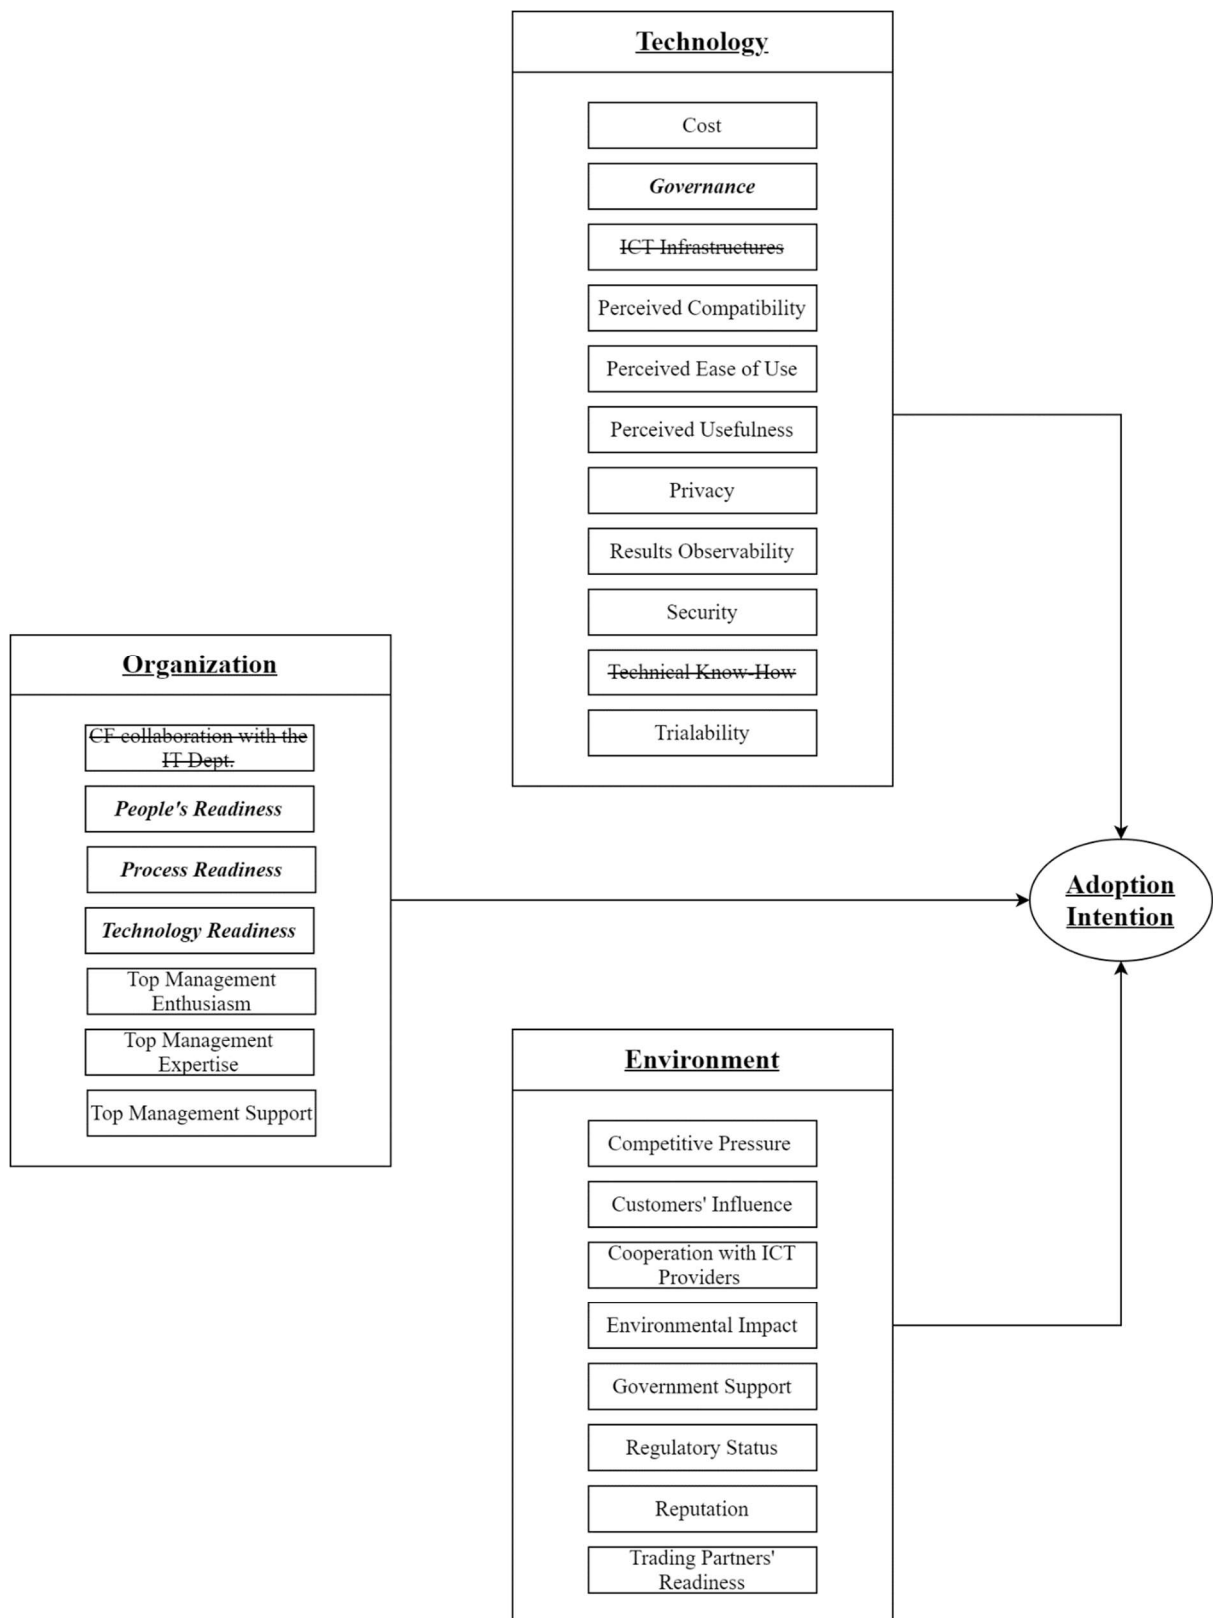 Technology
Cost
Governance
ICT Infrastructures
Perceived Compatibility
Perceived Ease of Use
Perceived Usefulness
Privacy
Results Observability
Security
Technical Know-How
Trialability
Organization
CF collaboration with the
IT Dept.
People's Readiness
Process Readiness
Technology Readiness
Top Management
Enthusiasm
Top Management
Expertise
Top Management Support
Adoption
Intention
Environment
Competitive Pressure
Customers' Influence
Cooperation with ICT
Providers
Environmental Impact
Government Support
Regulatory Status
Reputation
Trading Partners'
Readiness